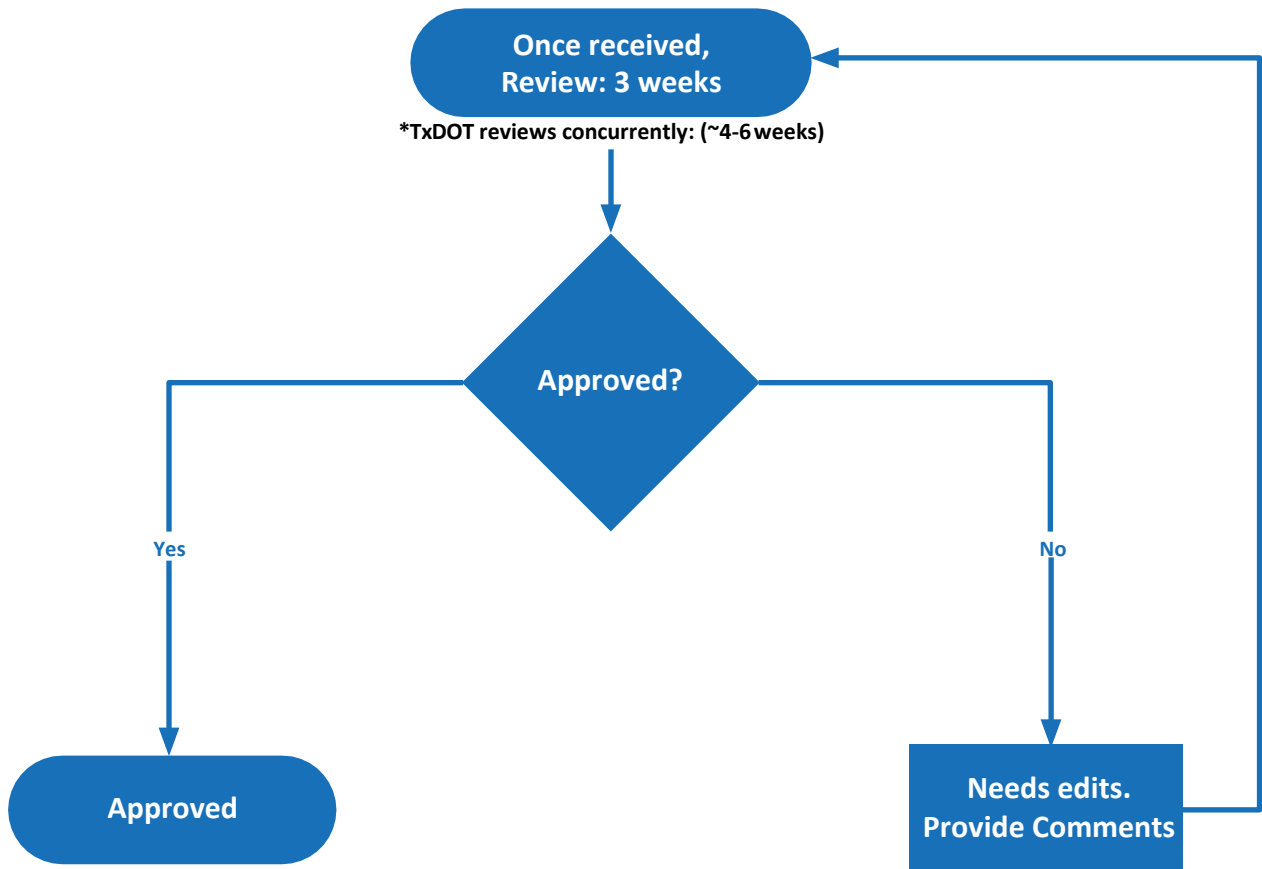 Once received,
Review: 3 weeks
*TxDOT reviews concurrently: (~4-6 weeks)
Approved?
Yes
No
Approved
Needs edits.
Provide Comments